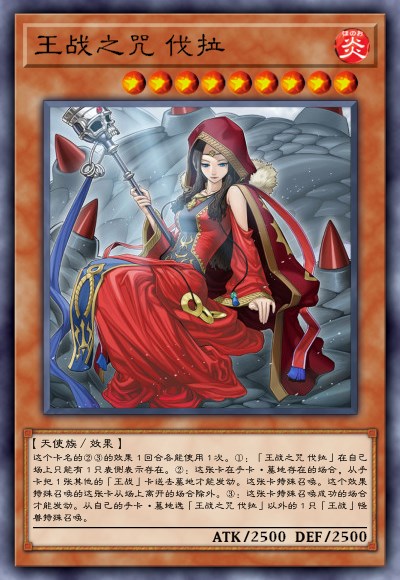 王战之咒 伐拉
炎
ほのお
【天使族／效果】
这个卡名的②③的效果1回合各能使用1次。①：「王战之咒 伐拉」在自己
场上只能有1只表侧表示存在。②：这张卡在手卡·墓地存在的场合，从手
卡把1张其他的「王战」卡送去墓地才能发动。这张卡特殊召唤。这个效果
特殊召唤的这张卡从场上离开的场合除外。③：这张卡特殊召唤成功的场合
才能发动。从自己的手卡·墓地选「王战之咒 伐拉」以外的1只「王战」怪
兽特殊召唤。
ATK/2500 DEF/2500